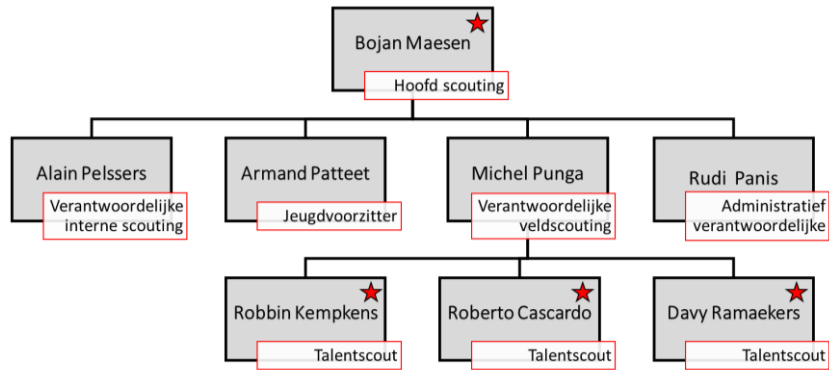 Bojan Maesen
Hoofd scouting
Alain Pelssers
Verantwoordelijke
interne scouting
Armand Patteet
Jeugdvoorzitter
Michel Punga
Verantwoordelijke
veldscouting
Rudi Panis
Administratief
verantwoordelijke
Robbin Kempkens
Talentscout
Roberto Cascardo
Talentscout
Davy Ramaekers
Talentscout